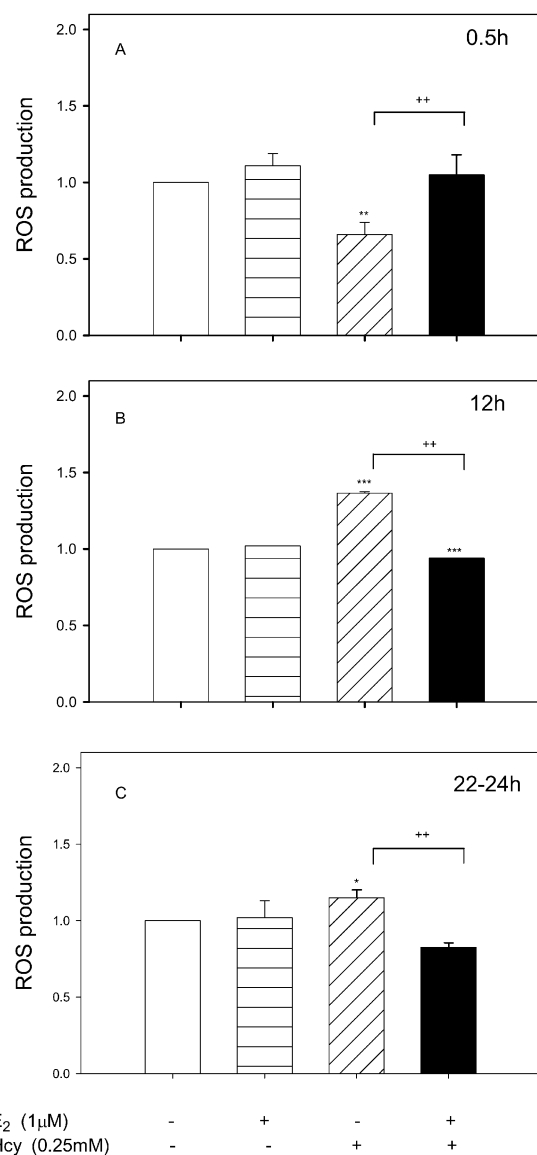 2.0
A
0.5h
++
1.5
1.0
**
0.5
0.0
ROS production
2.0
B
12h
++
1.5
***
***
1.0
0.5
0.0
ROS production
2.0
C
22-24h
++
1.5
*
1.0
0.5
0.0
ROS production
E₂ (1μM) - + - +
Hcy (0.25mM) - - + +